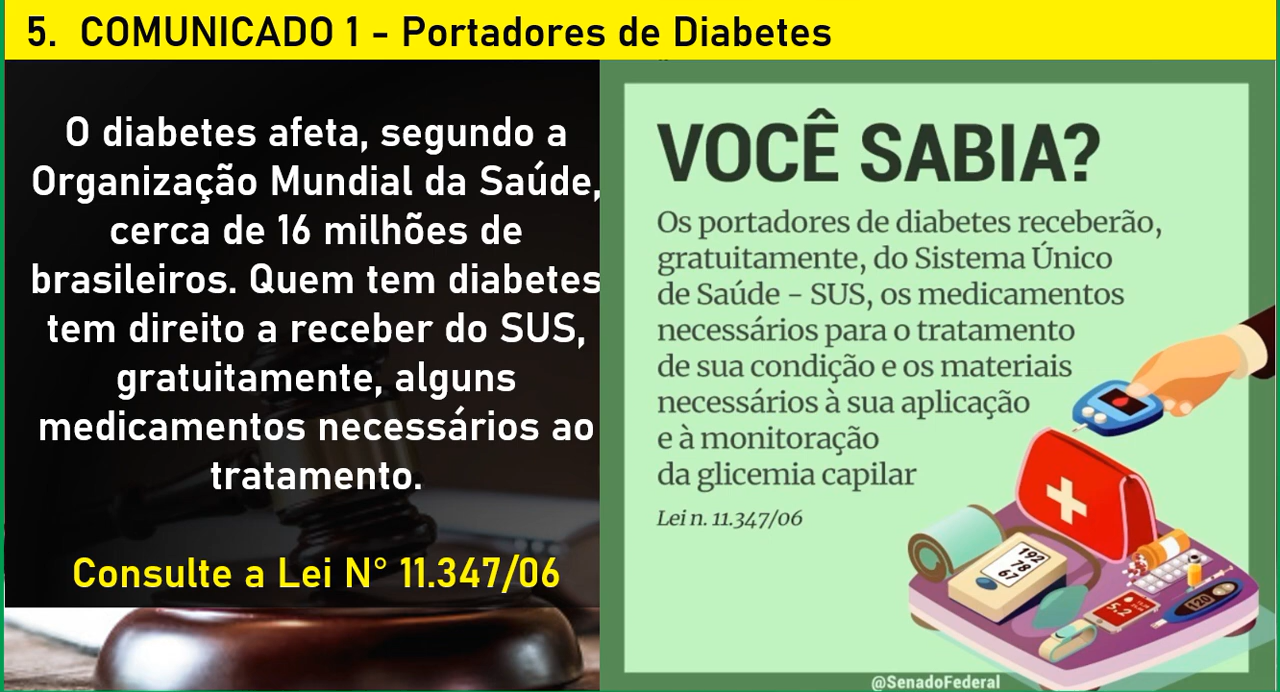 5. COMUNICADO 1 - Portadores de Diabetes
O diabetes afeta, segundo a
Organização Mundial da Saúde,
cerca de 16 milhões de
brasileiros. Quem tem diabetes
tem direito a receber do SUS,
gratuitamente, alguns
medicamentos necessários ao
tratamento.
Consulte a Lei N° 11.347/06
VOCÊ SABIA?
Os portadores de diabetes receberão,
gratuitamente, do Sistema Único
de Saúde - SUS, os medicamentos
necessários para o tratamento
de sua condição e os materiais
necessários à sua aplicação
e à monitoração
da glicemia capilar
Lei n. 11.347/06
192
78
67
5.2
120
@SenadoFederal